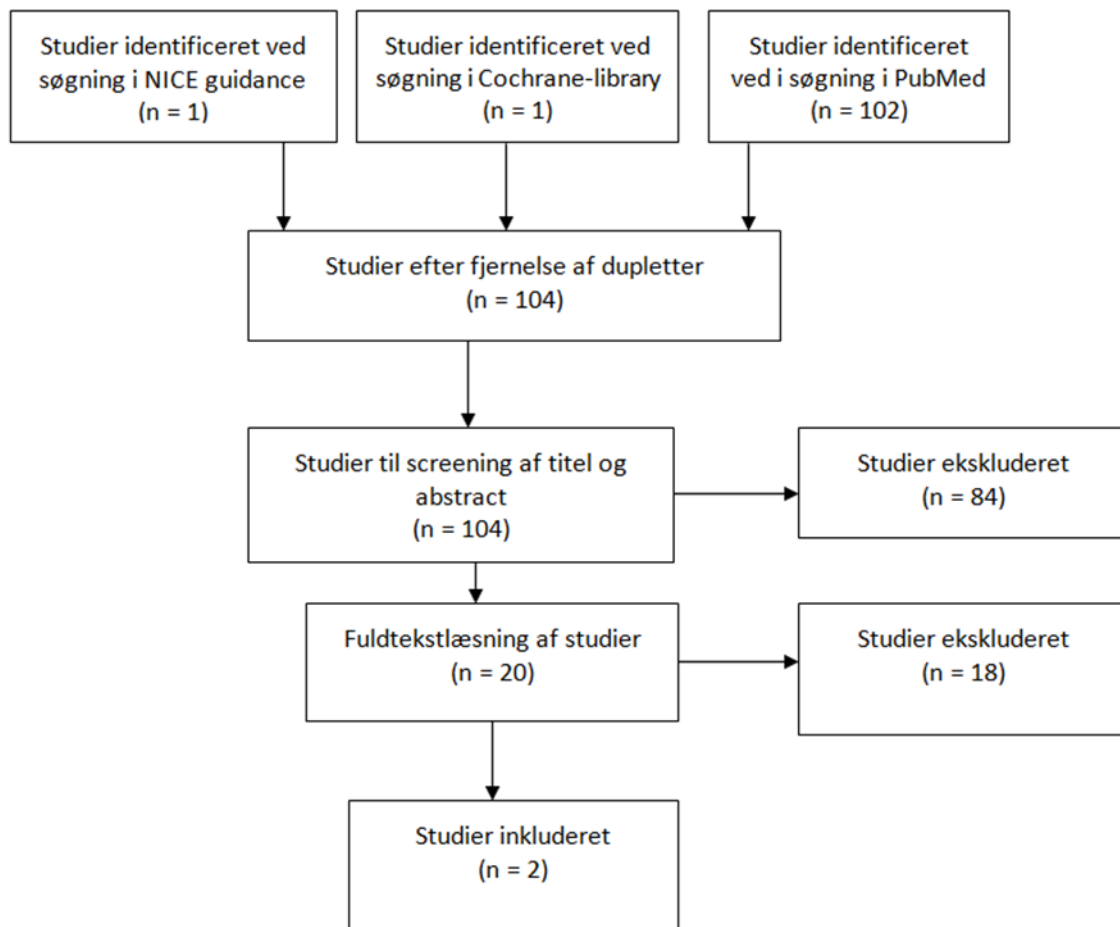 Studier identificeret ved
søgning i NICE guidance
(n = 1)
Studier identificeret ved
søgning i Cochrane-library
(n = 1)
Studier identificeret
ved i søgning i PubMed
(n = 102)
Studier efter fjernelse af dupletter
(n = 104)
Studier til screening af titel og
abstract
(n = 104)
Studier ekskluderet
(n = 84)
Fuldtekstlæsning af studier
(n = 20)
Studier ekskluderet
(n = 18)
Studier inkluderet
(n = 2)